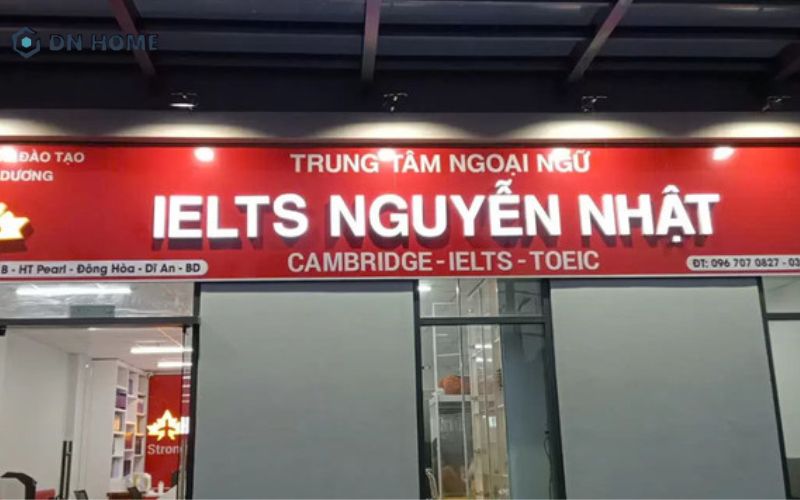 DN HOME
ĐÀO TẠO
DƯƠNG
TRUNG TÂM NGOẠI NGỮ
IELTS NGUYỄN NHẬT
CAMBRIDGE - IELTS - TOEIC
B - HT Pearl - Đông Hòa - Dĩ An - BD
ĐT: 096 707 0827 - 03